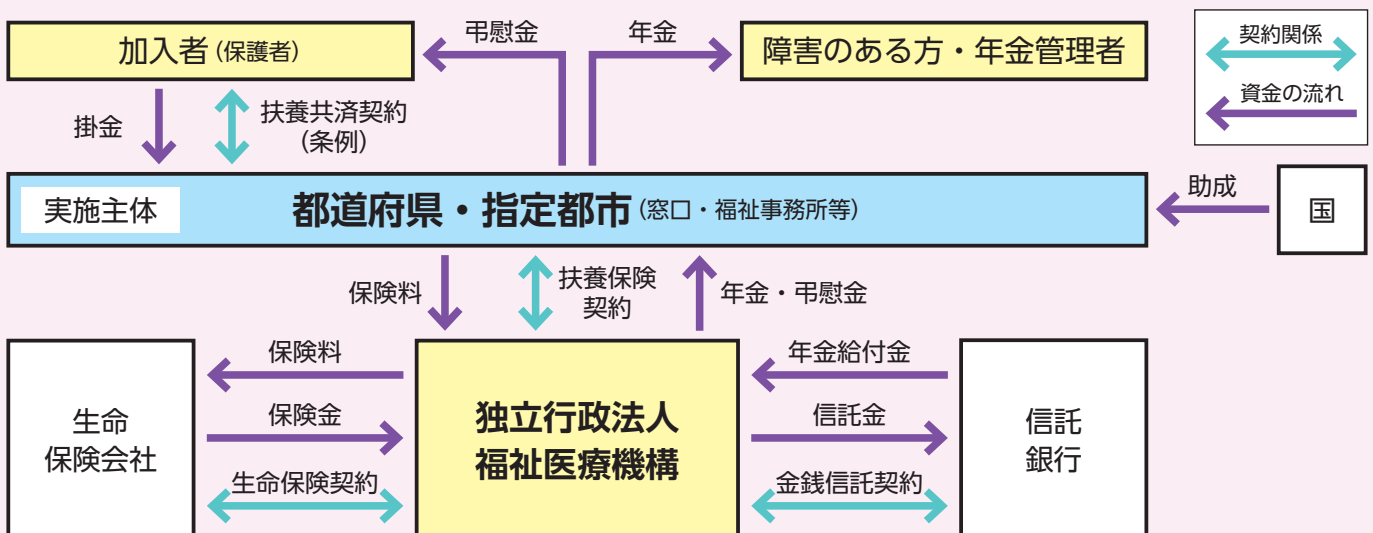 加入者(保護者)
弔慰金
年金
障害のある方・年金管理者
契約関係
資金の流れ
掛金
扶養共済契約
(条例)
実施主体
都道府県・指定都市(窓口・福祉事務所等)
助成
国
保険料
扶養保険
契約
年金・弔慰金
生命
保険会社
保険料
保険金
生命保険契約
独立行政法人
福祉医療機構
年金給付金
信託金
金銭信託契約
信託
銀行